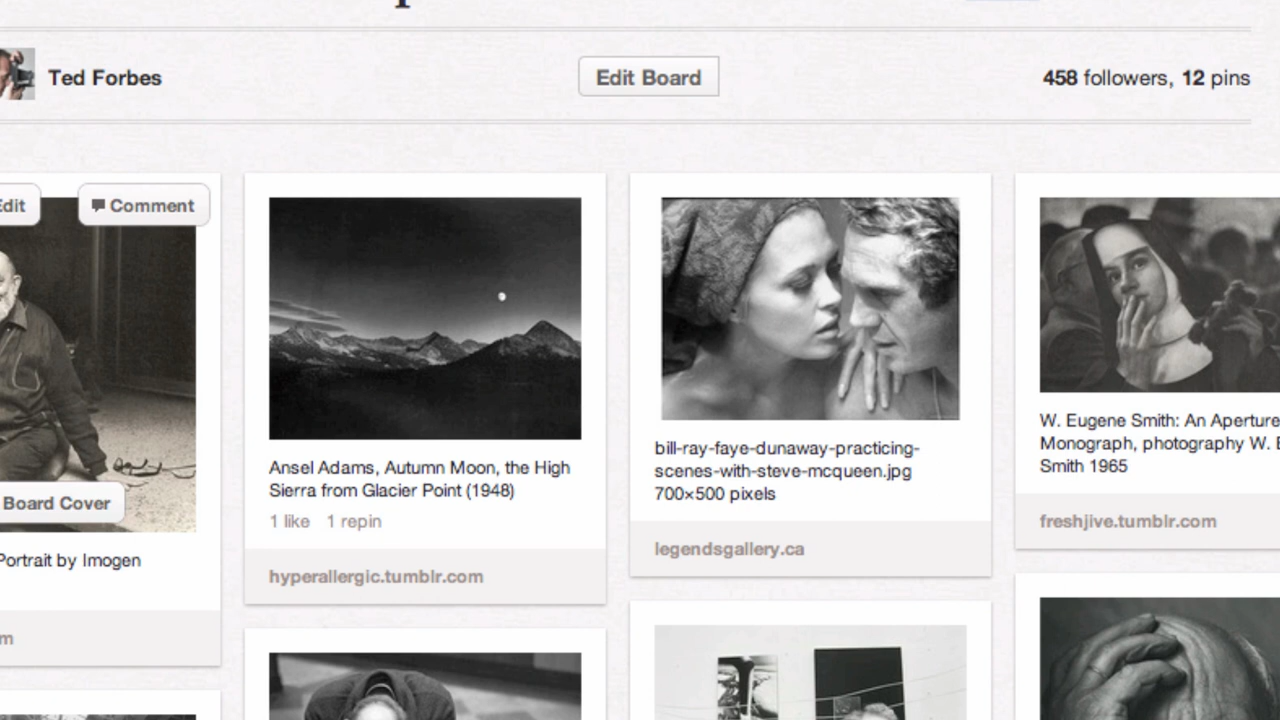 Ted Forbes
Edit Board
458 followers, 12 pins
Edit
Comment
Board Cover
Portrait by Imogen
m
Ansel Adams, Autumn Moon, the High
Sierra from Glacier Point (1948)
1 like 1 repin
hyperallergic.tumblr.com
bill-ray-faye-dunaway-practicing-
scenes-with-steve-mcqueen.jpg
700×500 pixels
legendsgallery.ca
W. Eugene Smith: An Aperture
Monograph, photography W. E
Smith 1965
freshjive.tumblr.com